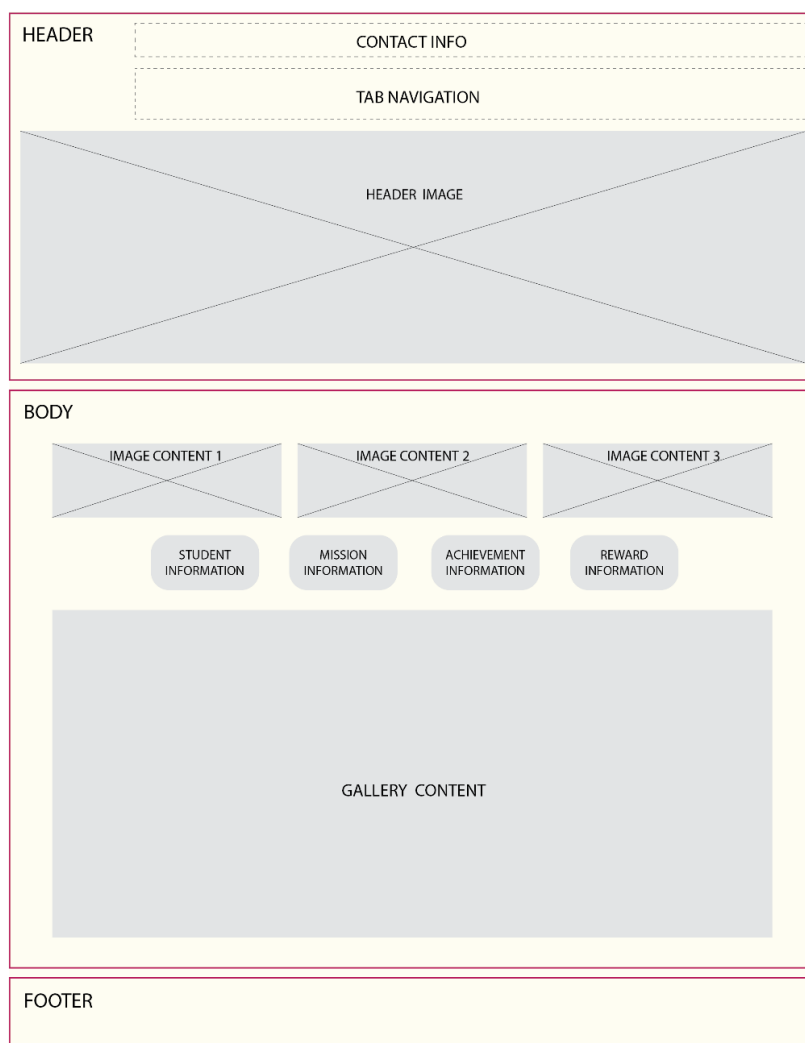 HEADER
CONTACT INFO
TAB NAVIGATION
HEADER IMAGE
BODY
IMAGE CONTENT 1
IMAGE CONTENT 2
IMAGE CONTENT 3
STUDENT
INFORMATION
MISSION
INFORMATION
ACHIEVEMENT
INFORMATION
REWARD
INFORMATION
GALLERY CONTENT
FOOTER